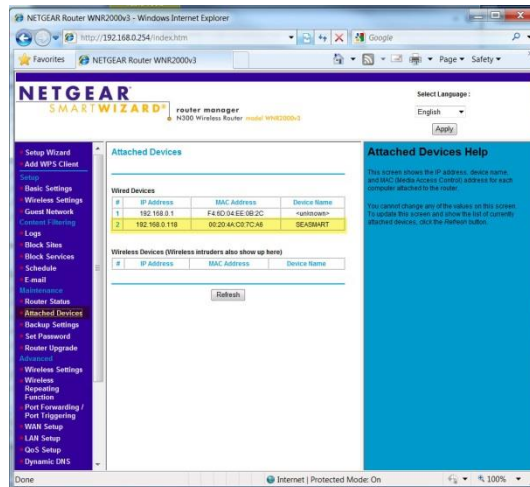 NETGEAR Router WNR2000v3 - Windows Internet Explorer
http://192.168.0.254/index.htm
Google
Favorites
NETGEAR Router WNR2000v3
Page
Safety
NETGEAR
SMARTWIZARD
router manager
N300 Wireless Router model WNR2000v3
Select Language :
English
Apply
Setup Wizard
Add WPS Client
Setup
Basic Settings
Wireless Settings
Guest Network
Content Filtering
Logs
Block Sites
Block Services
Schedule
E-mail
Maintenance
Router Status
Attached Devices
Backup Settings
Set Password
Router Upgrade
Advanced
Wireless Settings
Wireless
Repeating
Function
Port Forwarding /
Port Triggering
WAN Setup
LAN Setup
QoS Setup
Dynamic DNS
Attached Devices
Wired Devices
# IP Address MAC Address Device Name
1 192.168.0.1 F4:6D:04:EE:0B:2C <unknown>
2 192.168.0.118 00:20:4A:C0:7C:A6 SEASMART
Wireless Devices (Wireless intruders also show up here)
# IP Address MAC Address Device Name
Refresh
Attached Devices Help
This screen shows the IP address, device name,
and MAC (Media Access Control) address for each
computer attached to the router.
You cannot change any of the values on this screen.
To update this screen and show the list of currently
attached devices, click the Refresh button.
Done
Internet | Protected Mode: On
100%